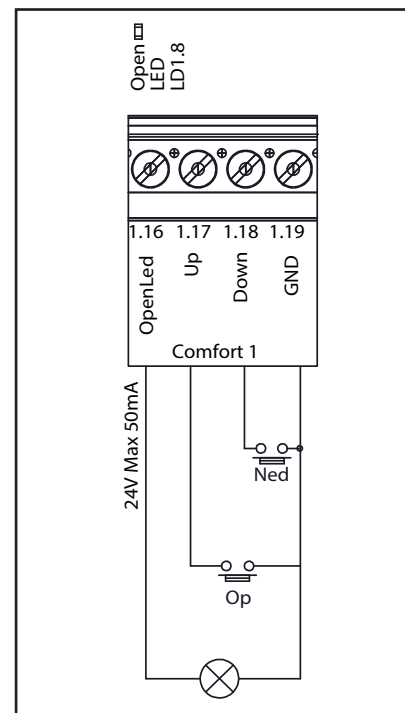 Open
LED
LD1.8
1.16 1.17 1.18 1.19
OpenLed
Up
Down
GND
Comfort 1
24V Max 50mA
Ned
Op